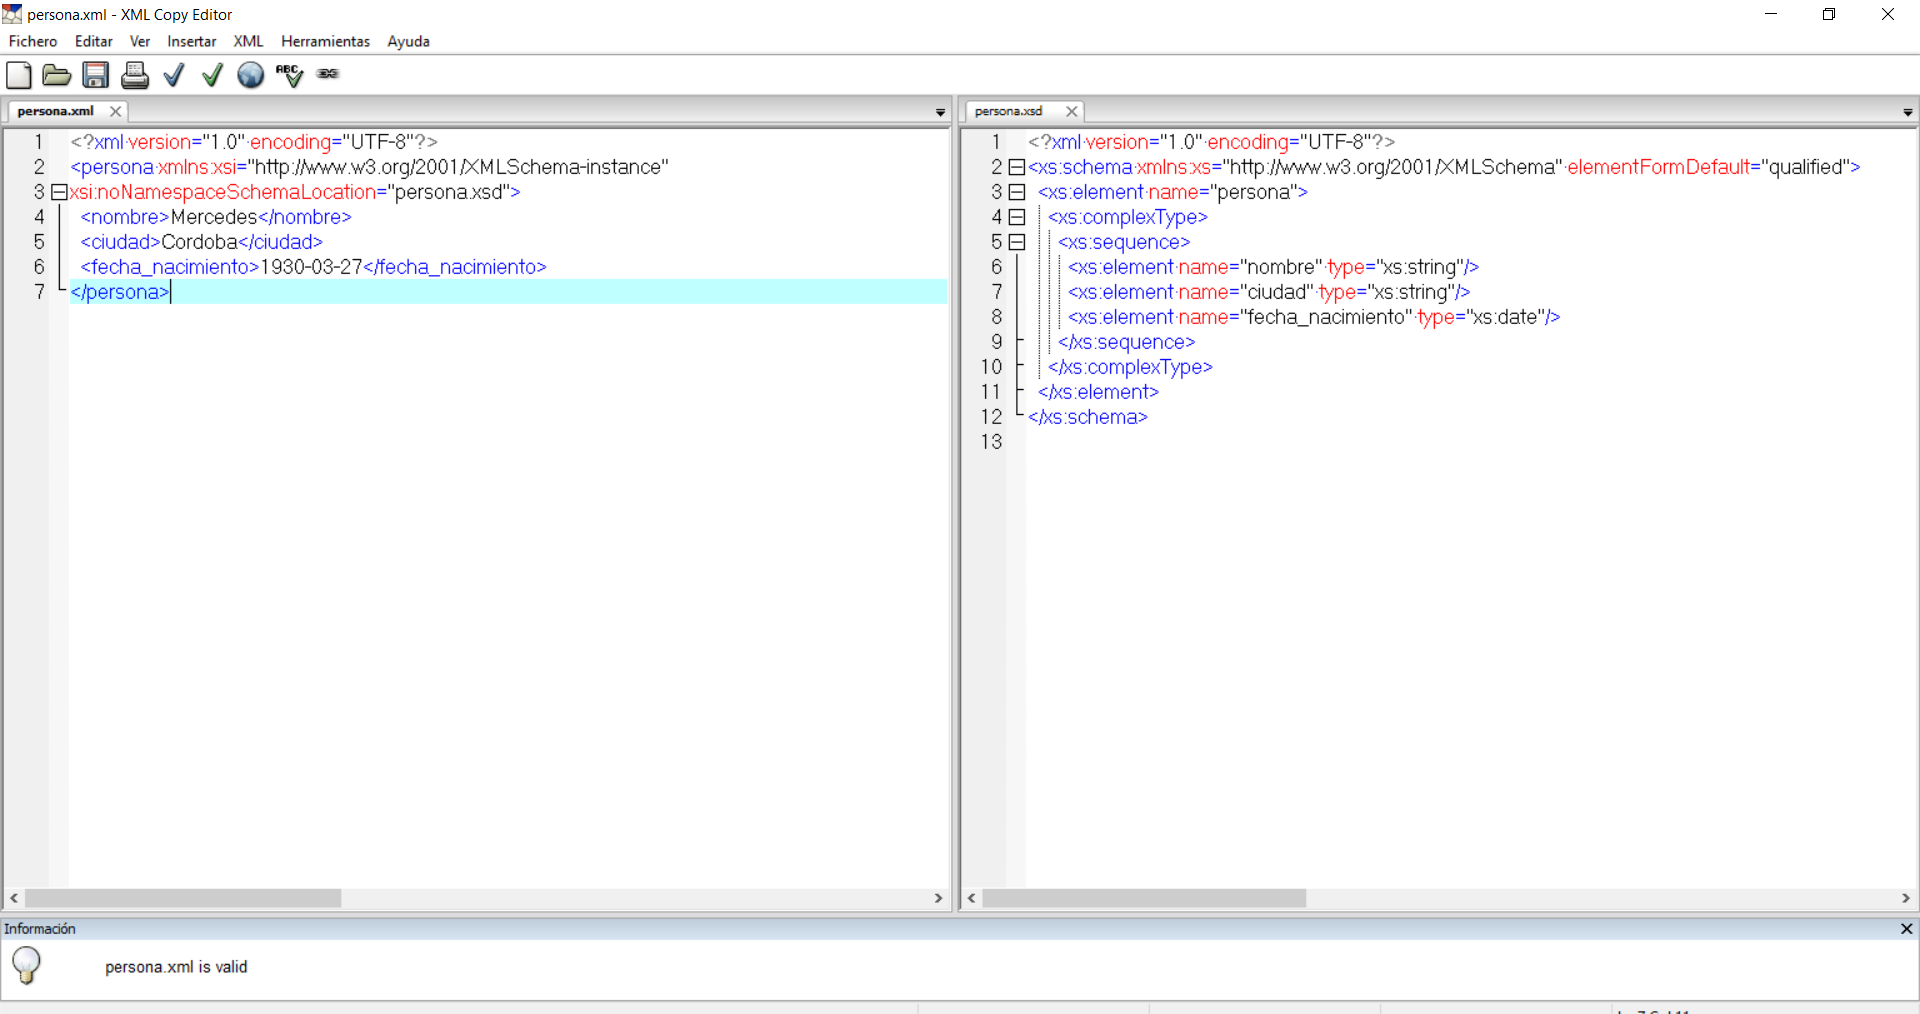 persona.xml - XML Copy Editor
Fichero Editar Ver Insertar XML Herramientas Ayuda
ABC
persona.xml
1 <?xml version="1.0" encoding="UTF-8"?>
2 <persona xmlns:xsi="http://www.w3.org/2001/XMLSchema-instance"
3 xsi:noNamespaceSchemaLocation="persona.xsd">
4 <nombre>Mercedes</nombre>
5 <ciudad>Cordoba</ciudad>
6 <fecha_nacimiento>1930-03-27</fecha_nacimiento>
7 </persona>
persona.xsd
1 <?xml version="1.0" encoding="UTF-8"?>
2 <xs:schema xmlns:xs="http://www.w3.org/2001/XMLSchema" elementFormDefault="qualified">
3 <xs:element name="persona">
4 <xs:complexType>
5 <xs:sequence>
6 <xs:element name="nombre" type="xs:string"/>
7 <xs:element name="ciudad" type="xs:string"/>
8 <xs:element name="fecha_nacimiento" type="xs:date"/>
9 </xs:sequence>
10 </xs:complexType>
11 </xs:element>
12 </xs:schema>
13
Información
persona.xml is valid